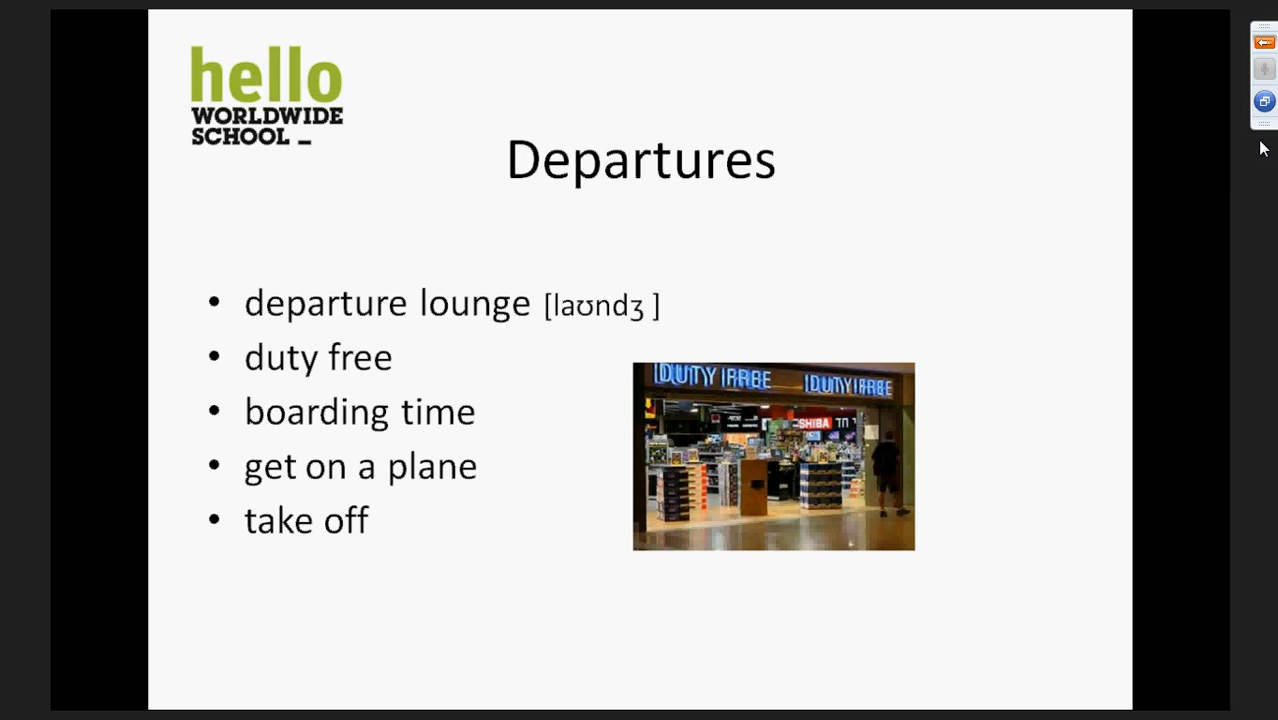 hello
WORLDWIDE
SCHOOL _
Departures
• departure lounge [laʊndʒ ]
• duty free
• boarding time
• get on a plane
• take off
DUTY FREE DUTY FREE
SHIBA